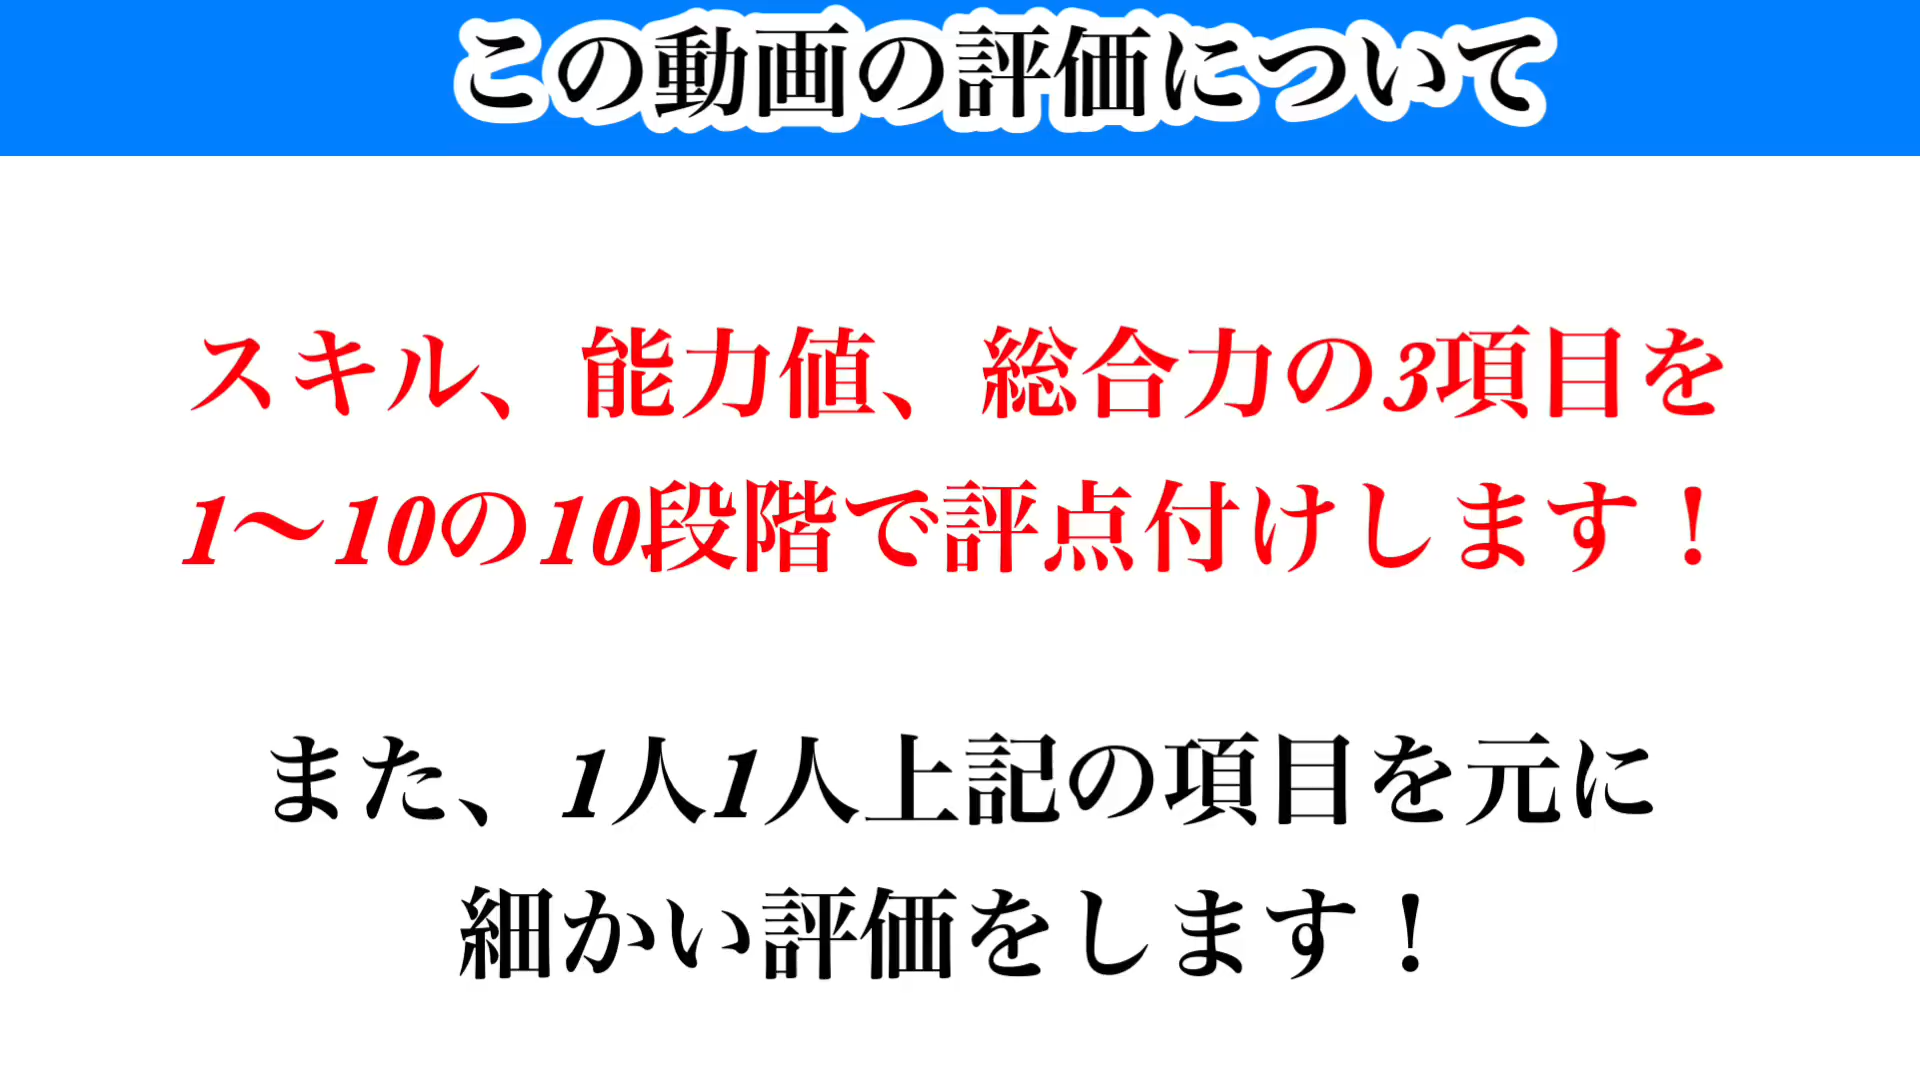 この動画の評価について
スキル、能力値、総合力の3項目を
1〜10の10段階で評点付けします！
また、1人1人上記の項目を元に
細かい評価をします！